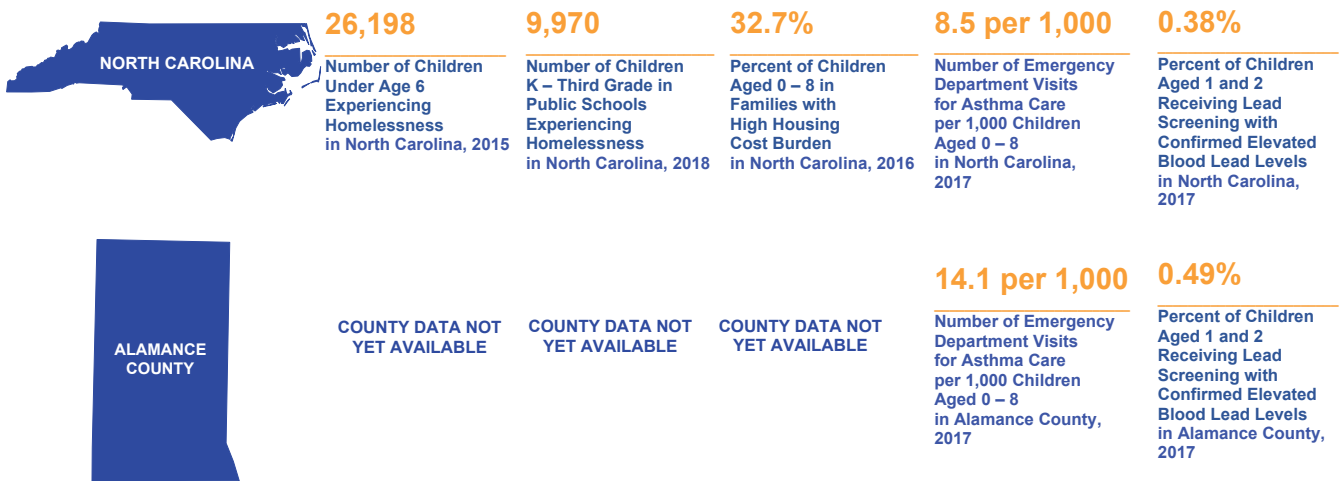 NORTH CAROLINA
26,198
Number of Children
Under Age 6
Experiencing
Homelessness
in North Carolina, 2015
9,970
Number of Children
K – Third Grade in
Public Schools
Experiencing
Homelessness
in North Carolina, 2018
32.7%
Percent of Children
Aged 0 – 8 in
Families with
High Housing
Cost Burden
in North Carolina, 2016
8.5 per 1,000
Number of Emergency
Department Visits
for Asthma Care
per 1,000 Children
Aged 0 – 8
in North Carolina,
2017
0.38%
Percent of Children
Aged 1 and 2
Receiving Lead
Screening with
Confirmed Elevated
Blood Lead Levels
in North Carolina,
2017
ALAMANCE
COUNTY
COUNTY DATA NOT
YET AVAILABLE
COUNTY DATA NOT
YET AVAILABLE
COUNTY DATA NOT
YET AVAILABLE
14.1 per 1,000
Number of Emergency
Department Visits
for Asthma Care
per 1,000 Children
Aged 0 – 8
in Alamance County,
2017
0.49%
Percent of Children
Aged 1 and 2
Receiving Lead
Screening with
Confirmed Elevated
Blood Lead Levels
in Alamance County,
2017